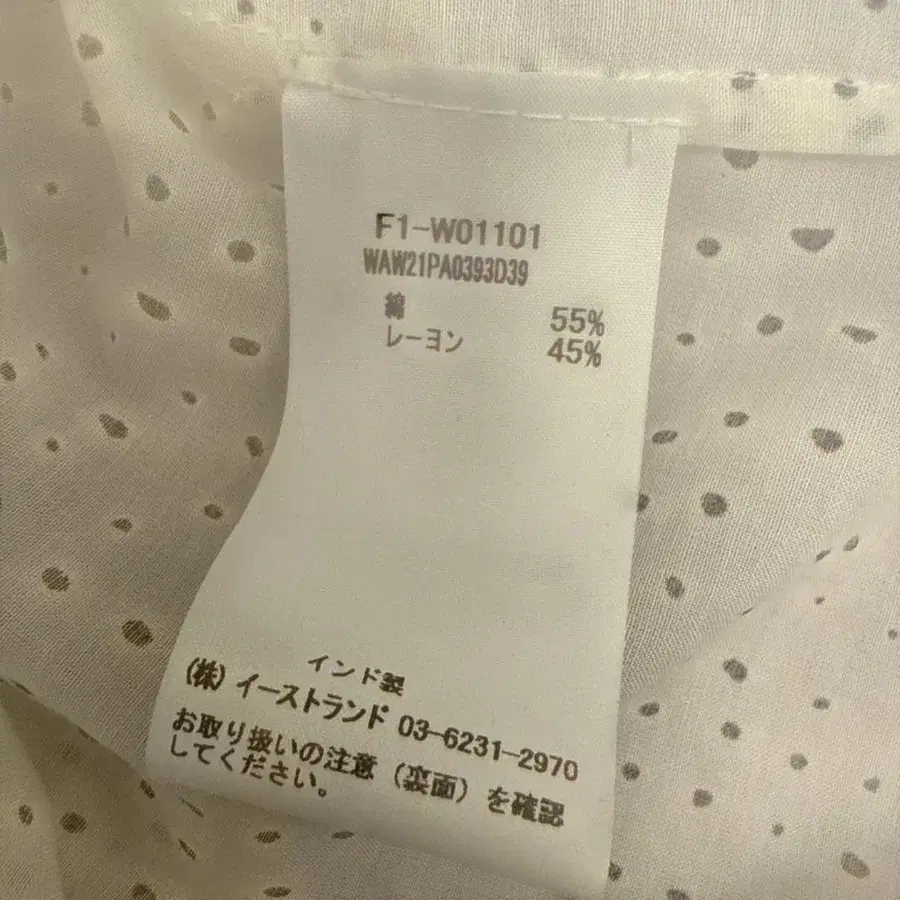 F1-W01101
WAW21PA0393D39
綿 55%
レーヨン 45%
インド製
(株) イーストランド 03-6231-2970
お取り扱いの注意 (裏面) を確認
してください。